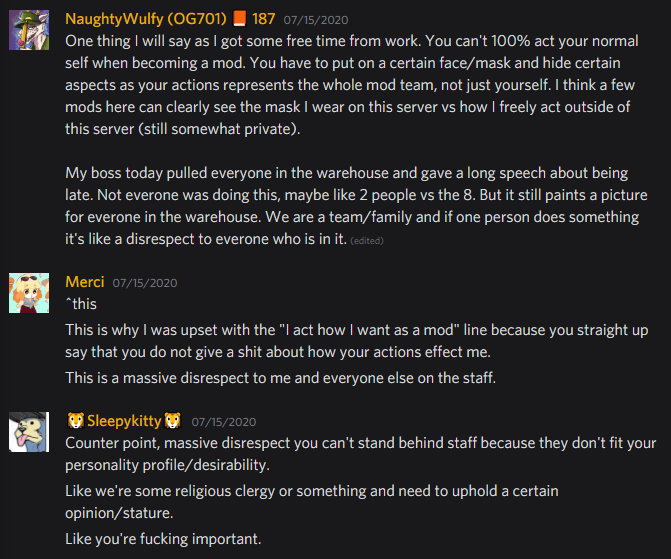 NaughtyWulfy (OG701) 📙 187 07/15/2020
One thing I will say as I got some free time from work. You can't 100% act your normal
self when becoming a mod. You have to put on a certain face/mask and hide certain
aspects as your actions represents the whole mod team, not just yourself. I think a few
mods here can clearly see the mask I wear on this server vs how I freely act outside of
this server (still somewhat private).
My boss today pulled everyone in the warehouse and gave a long speech about being
late. Not everone was doing this, maybe like 2 people vs the 8. But it still paints a picture
for everone in the warehouse. We are a team/family and if one person does something
it's like a disrespect to everone who is in it. (edited)
Merci 07/15/2020
^this
This is why I was upset with the "I act how I want as a mod" line because you straight up
say that you do not give a shit about how your actions effect me.
This is a massive disrespect to me and everyone else on the staff.
🐯Sleepykitty🐯 07/15/2020
Counter point, massive disrespect you can't stand behind staff because they don't fit your
personality profile/desirability.
Like we're some religious clergy or something and need to uphold a certain
opinion/stature.
Like you're fucking important.